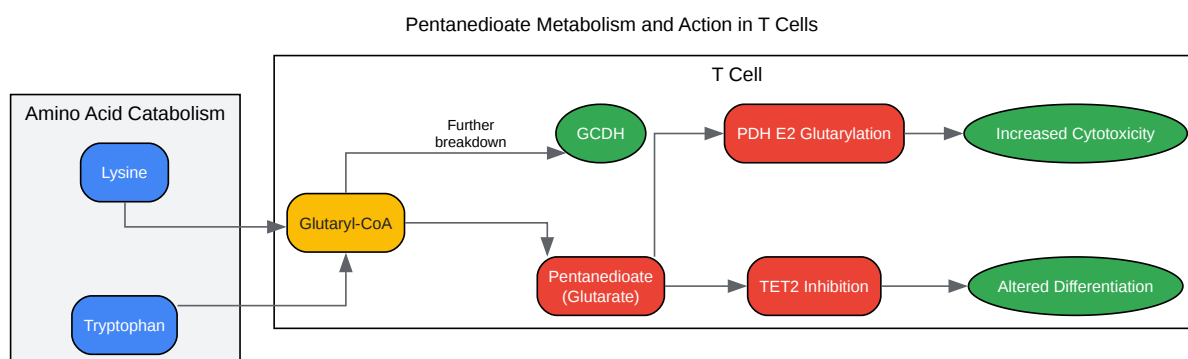 Pentanedioate Metabolism and Action in T Cells
T Cell
Amino Acid Catabolism
Further
breakdown
GCDH
PDH E2 Glutarylation
Increased Cytotoxicity
Lysine
Glutaryl-CoA
Pentanedioate
(Glutarate)
TET2 Inhibition
Altered Differentiation
Tryptophan